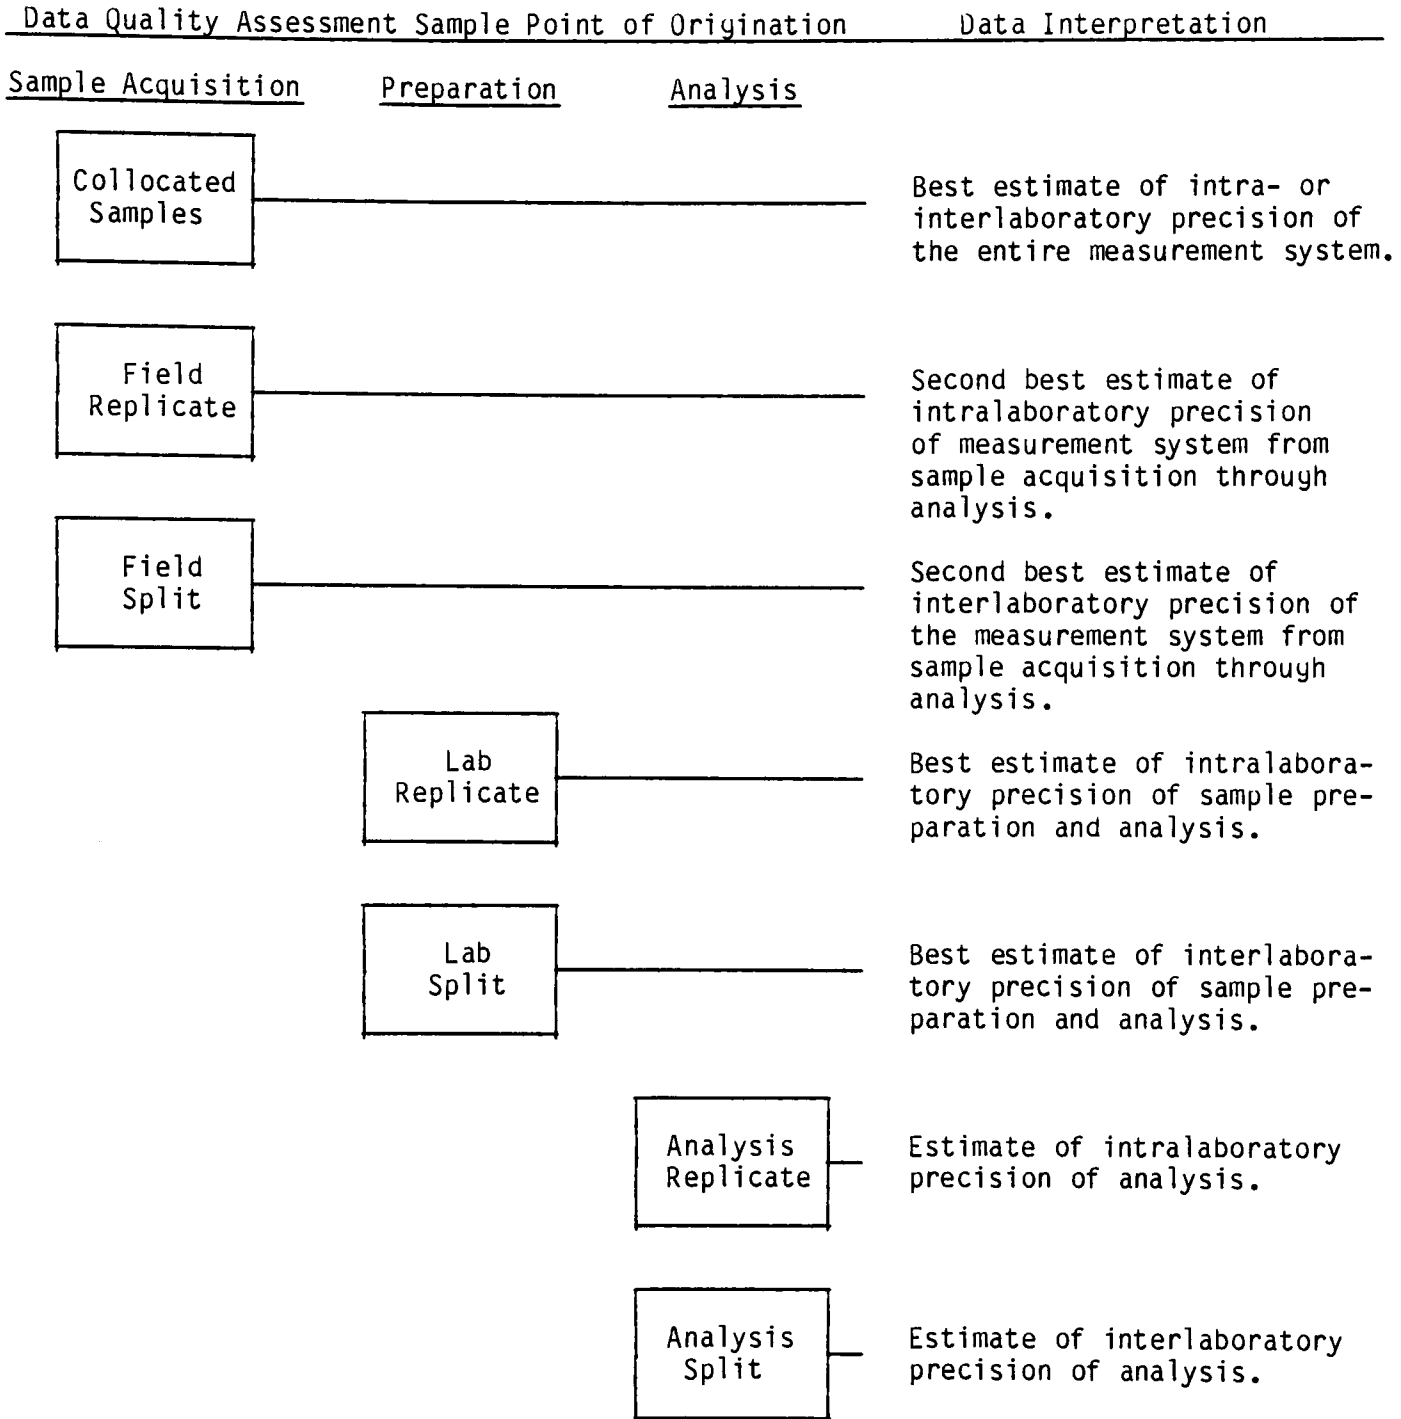 Data Quality Assessment Sample Point of Origination Data Interpretation
Sample Acquisition Preparation Analysis
Collocated
Samples
Best estimate of intra- or
interlaboratory precision of
the entire measurement system.
Field
Replicate
Second best estimate of
intralaboratory precision
of measurement system from
sample acquisition through
analysis.
Field
Split
Second best estimate of
interlaboratory precision of
the measurement system from
sample acquisition through
analysis.
Lab
Replicate
Best estimate of intralabora-
tory precision of sample pre-
paration and analysis.
Lab
Split
Best estimate of interlabora-
tory precision of sample pre-
paration and analysis.
Analysis
Replicate
Estimate of intralaboratory
precision of analysis.
Analysis
Split
Estimate of interlaboratory
precision of analysis.